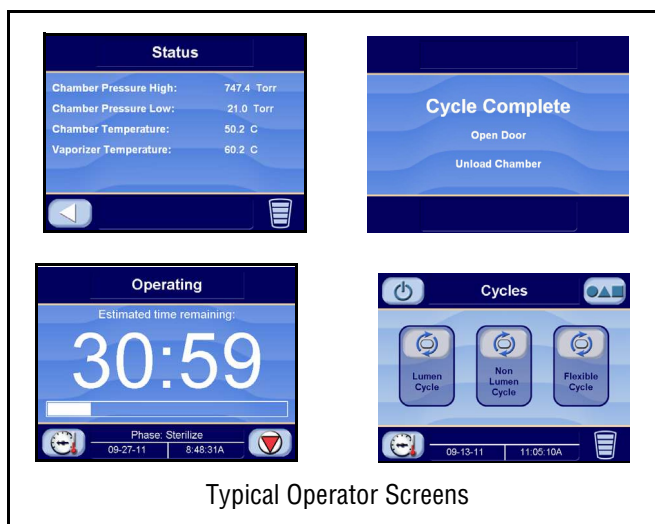 Status
Chamber Pressure High: 747.4 Torr
Chamber Pressure Low: 21.0 Torr
Chamber Temperature: 50.2 C
Vaporizer Temperature: 60.2 C
Cycle Complete
Open Door
Unload Chamber
Operating
Estimated time remaining:
30:59
Phase: Sterilize
09-27-11 8:48:31A
Cycles
Lumen
Cycle
Non
Lumen
Cycle
Flexible
Cycle
09-13-11 11:05:10A
Typical Operator Screens